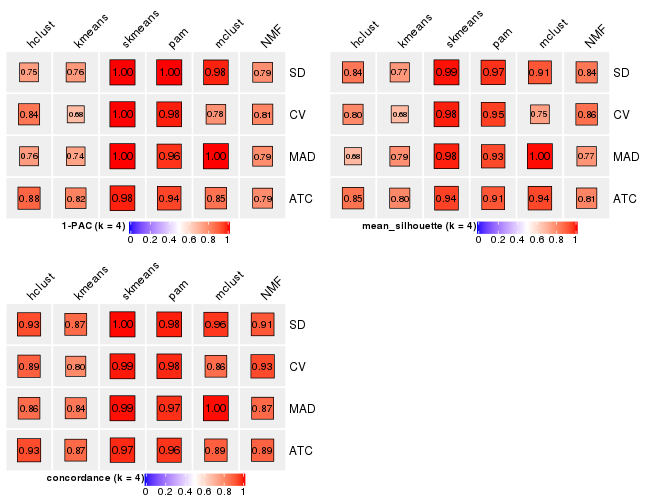 hclust kmeans skmeans pam mclust NMF
0.75 0.76 1.00 1.00 0.98 0.79 SD
0.84 0.68 1.00 0.98 0.78 0.81 CV
0.76 0.74 1.00 0.96 1.00 0.79 MAD
0.88 0.82 0.98 0.94 0.85 0.79 ATC
1-PAC (k = 4)
0 0.2 0.4 0.6 0.8 1
hclust kmeans skmeans pam mclust NMF
0.84 0.77 0.99 0.97 0.91 0.84 SD
0.80 0.68 0.98 0.95 0.75 0.86 CV
0.68 0.79 0.98 0.93 1.00 0.77 MAD
0.85 0.80 0.94 0.91 0.94 0.81 ATC
mean_silhouette (k = 4)
0 0.2 0.4 0.6 0.8 1
hclust kmeans skmeans pam mclust NMF
0.93 0.87 1.00 0.98 0.96 0.91 SD
0.89 0.80 0.99 0.98 0.86 0.93 CV
0.86 0.84 0.99 0.97 1.00 0.87 MAD
0.93 0.87 0.97 0.96 0.89 0.89 ATC
concordance (k = 4)
0 0.2 0.4 0.6 0.8 1